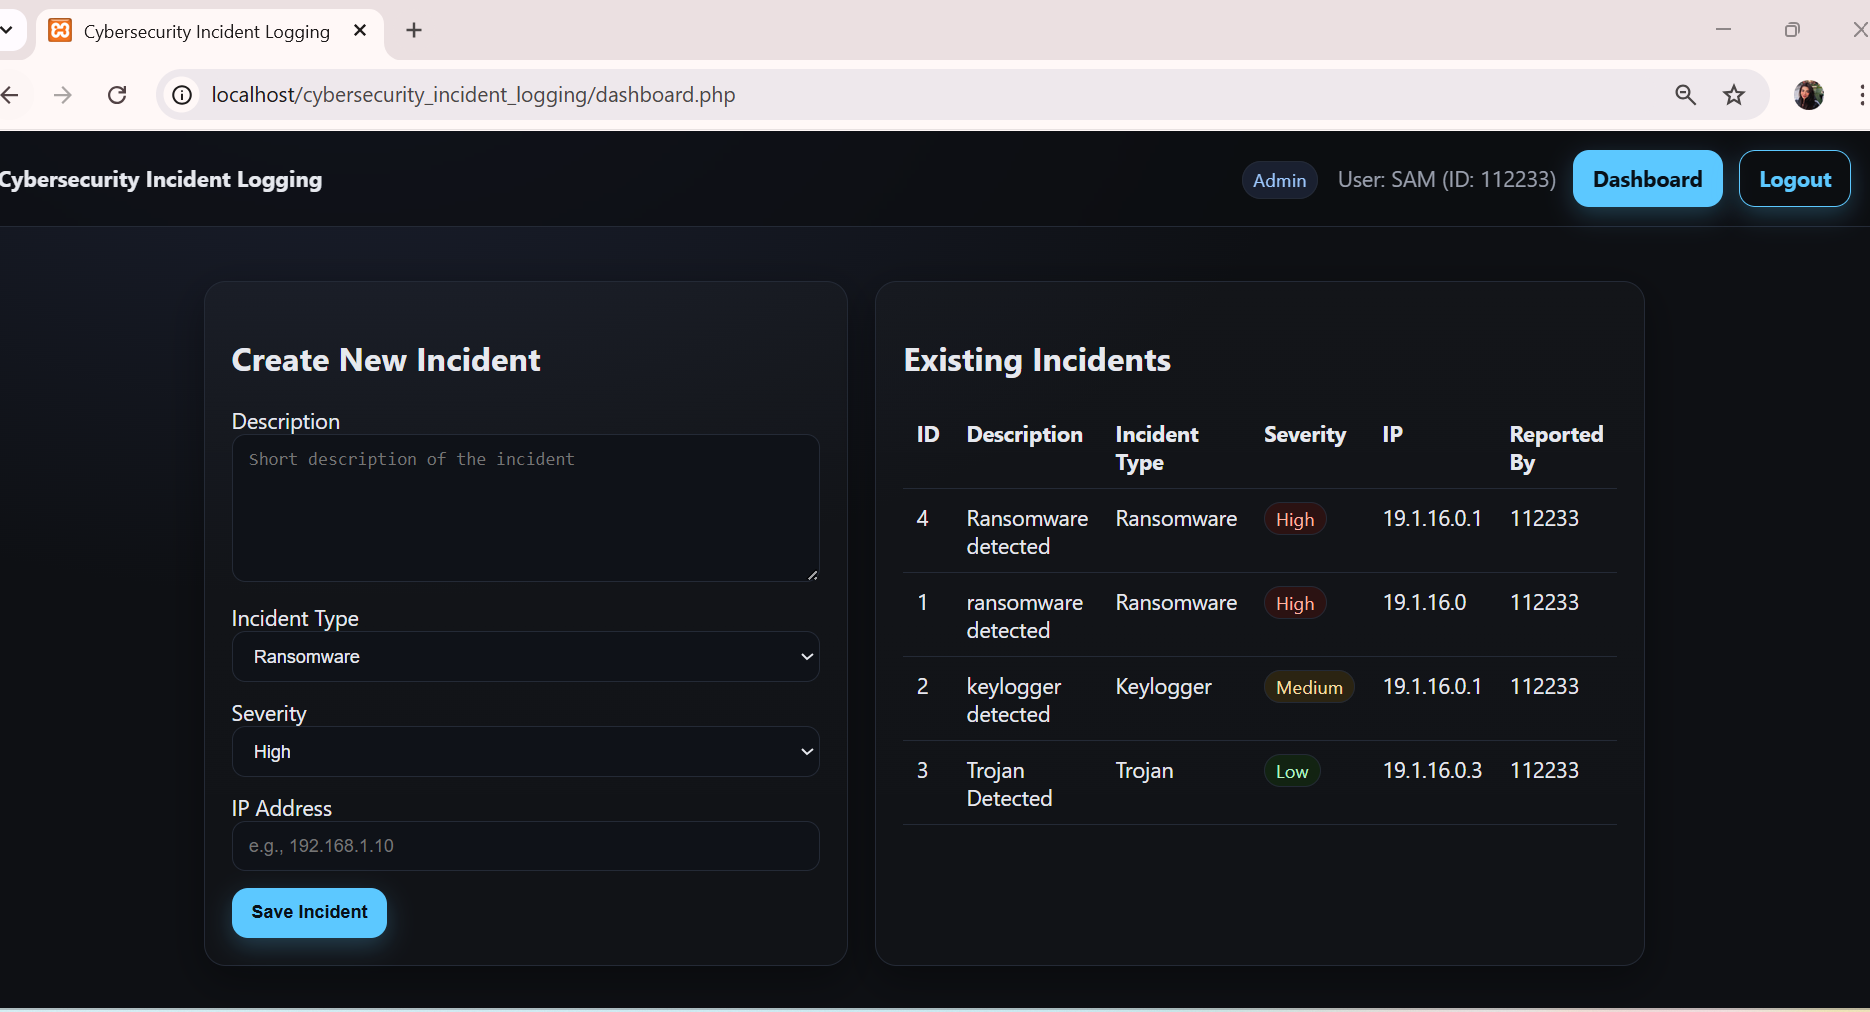 Cybersecurity Incident Logging
localhost/cybersecurity_incident_logging/dashboard.php
Cybersecurity Incident Logging
Admin
User: SAM (ID: 112233)
Dashboard
Logout
Create New Incident
Description
Short description of the incident
Incident Type
Ransomware
Severity
High
IP Address
e.g., 192.168.1.10
Save Incident
Existing Incidents
ID Description Incident Type Severity IP Reported By
4 Ransomware detected Ransomware High 19.1.16.0.1 112233
1 ransomware detected Ransomware High 19.1.16.0 112233
2 keylogger detected Keylogger Medium 19.1.16.0.1 112233
3 Trojan Detected Trojan Low 19.1.16.0.3 112233